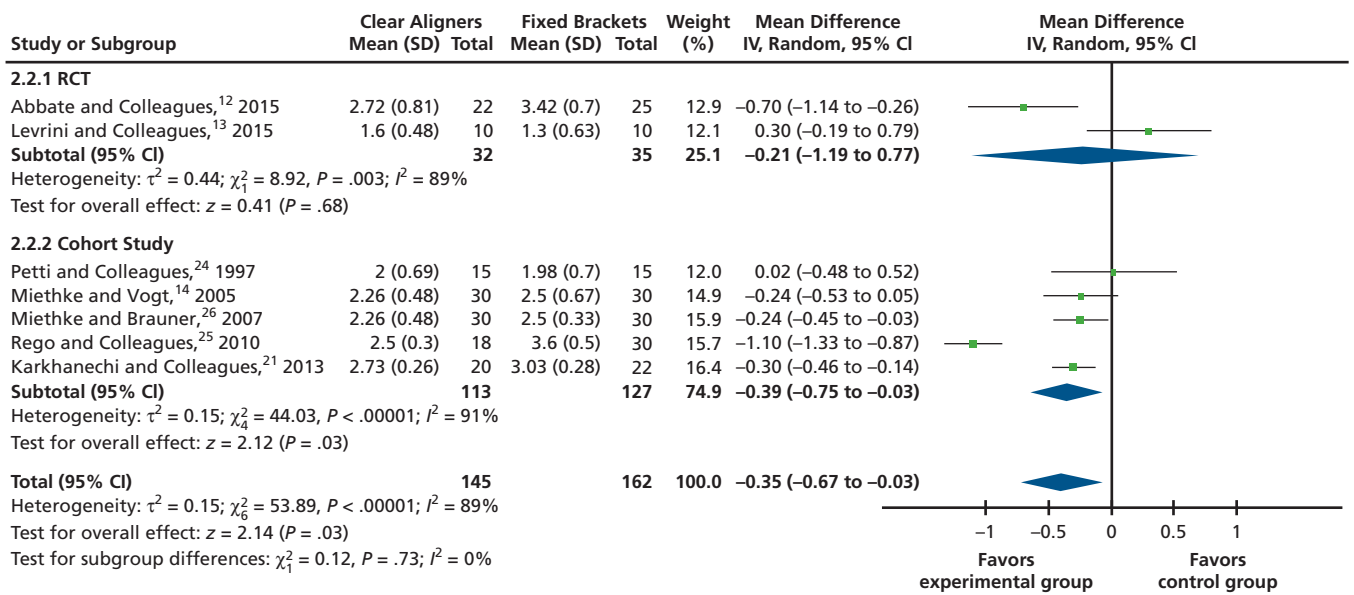 Clear Aligners Fixed Brackets Weight Mean Difference Mean Difference
Study or Subgroup Mean (SD) Total Mean (SD) Total (%) IV, Random, 95% CI IV, Random, 95% CI
2.2.1 RCT
Abbate and Colleagues,¹² 2015 2.72 (0.81) 22 3.42 (0.7) 25 12.9 –0.70 (–1.14 to –0.26)
Levrini and Colleagues,¹³ 2015 1.6 (0.48) 10 1.3 (0.63) 10 12.1 0.30 (–0.19 to 0.79)
Subtotal (95% CI) 32 35 25.1 –0.21 (–1.19 to 0.77)
Heterogeneity: τ² = 0.44; χ²₁ = 8.92, P = .003; I² = 89%
Test for overall effect: z = 0.41 (P = .68)
2.2.2 Cohort Study
Petti and Colleagues,²⁴ 1997 2 (0.69) 15 1.98 (0.7) 15 12.0 0.02 (–0.48 to 0.52)
Miethke and Vogt,¹⁴ 2005 2.26 (0.48) 30 2.5 (0.67) 30 14.9 –0.24 (–0.53 to 0.05)
Miethke and Brauner,²⁶ 2007 2.26 (0.48) 30 2.5 (0.33) 30 15.9 –0.24 (–0.45 to –0.03)
Rego and Colleagues,²⁵ 2010 2.5 (0.3) 18 3.6 (0.5) 30 15.7 –1.10 (–1.33 to –0.87)
Karkhanechi and Colleagues,²¹ 2013 2.73 (0.26) 20 3.03 (0.28) 22 16.4 –0.30 (–0.46 to –0.14)
Subtotal (95% CI) 113 127 74.9 –0.39 (–0.75 to –0.03)
Heterogeneity: τ² = 0.15; χ²₄ = 44.03, P < .00001; I² = 91%
Test for overall effect: z = 2.12 (P = .03)
Total (95% CI) 145 162 100.0 –0.35 (–0.67 to –0.03)
Heterogeneity: τ² = 0.15; χ²₆ = 53.89, P < .00001; I² = 89%
Test for overall effect: z = 2.14 (P = .03)
Test for subgroup differences: χ²₁ = 0.12, P = .73; I² = 0%
–1 –0.5 0 0.5 1
Favors experimental group
Favors control group